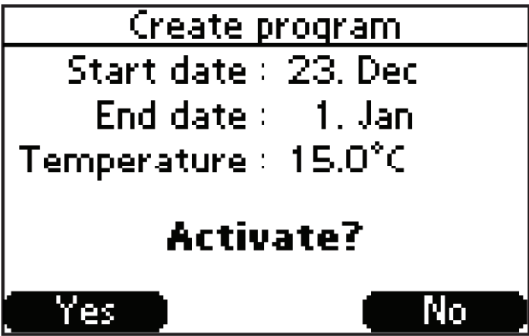 Create program
Start date : 23. Dec
End date : 1. Jan
Temperature : 15.0°C
Activate?
Yes No